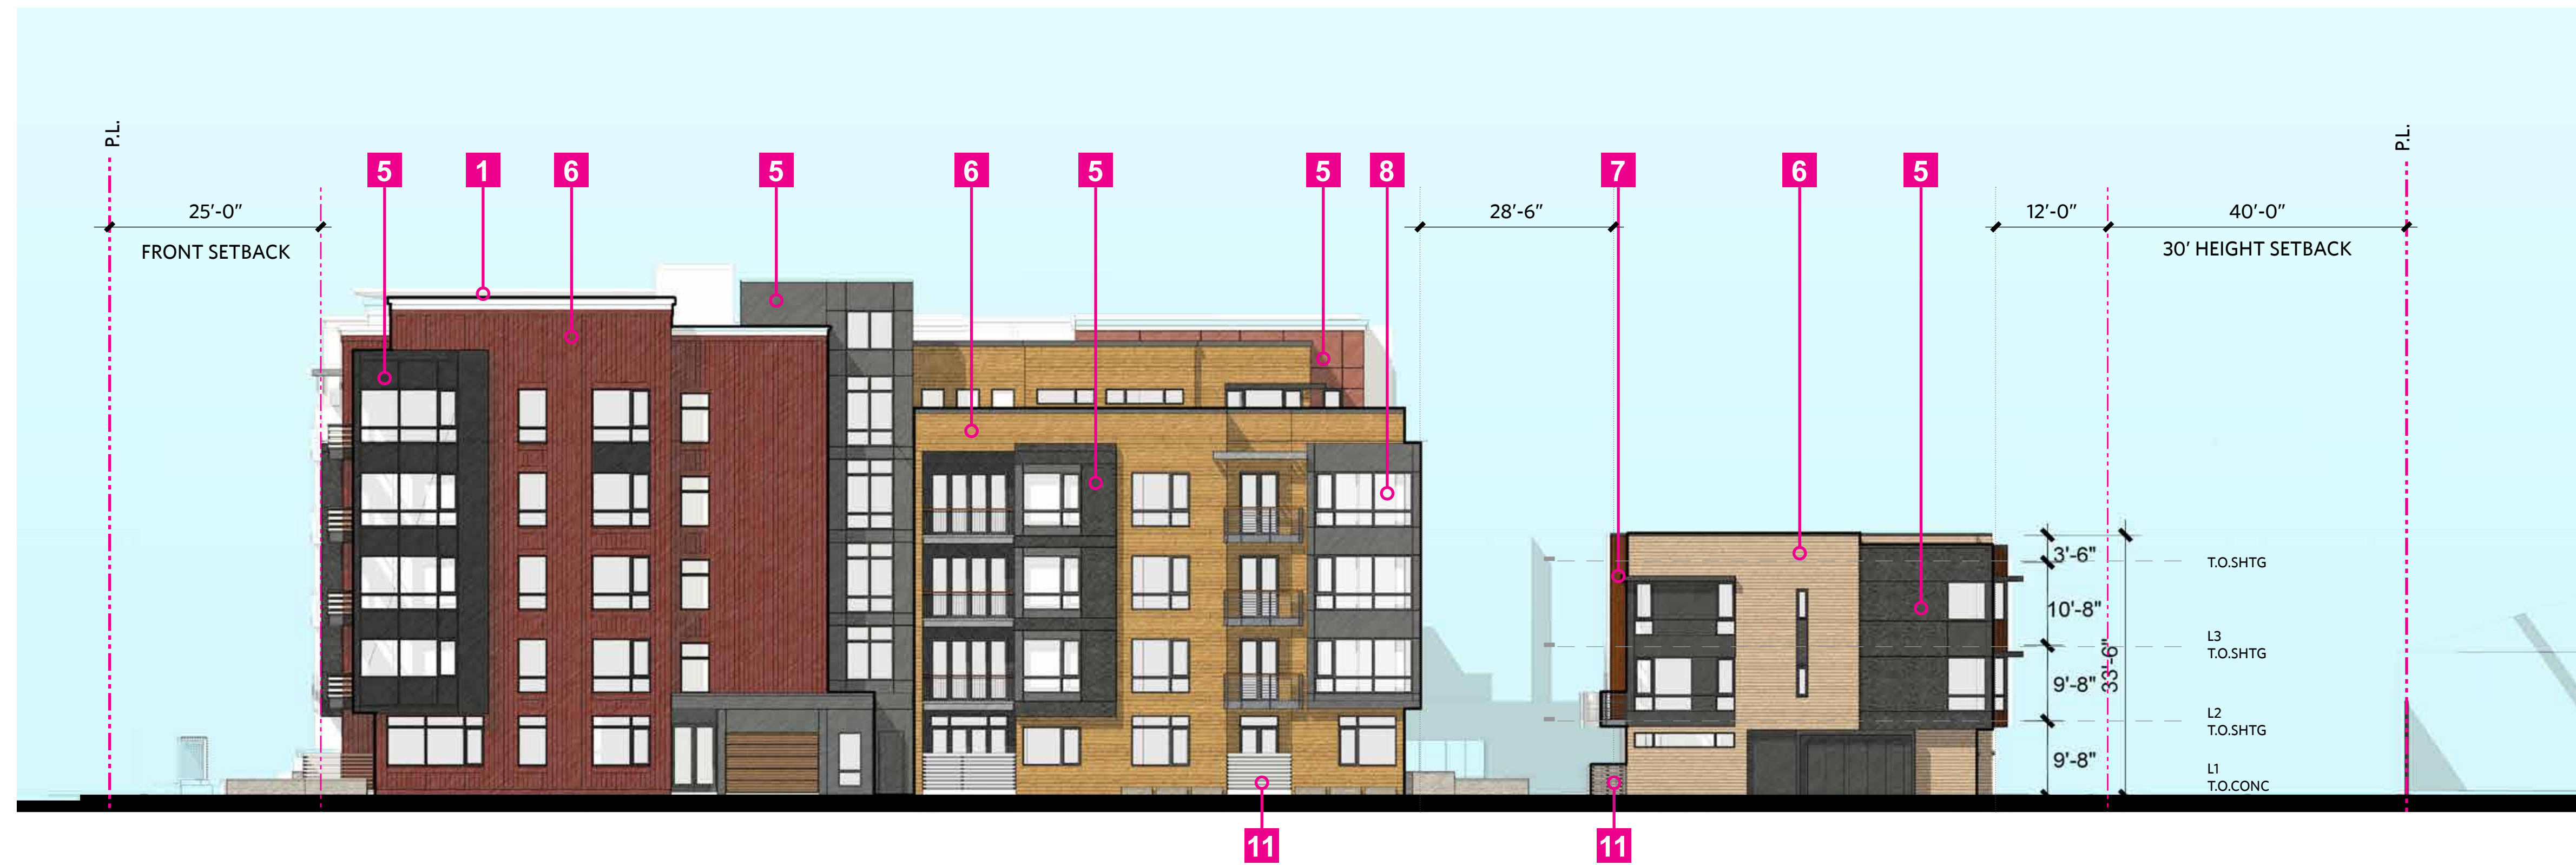 P.L.
P.L.
5
1
6
5
6
5
5
8
7
6
5
25'-0"
28'-6"
12'-0"
40'-0"
FRONT SETBACK
30' HEIGHT SETBACK
3'-6"
T.O.SHTG
10'-8"
L3
T.O.SHTG
33'-6"
9'-8"
L2
T.O.SHTG
9'-8"
L1
T.O.CONC
11
11